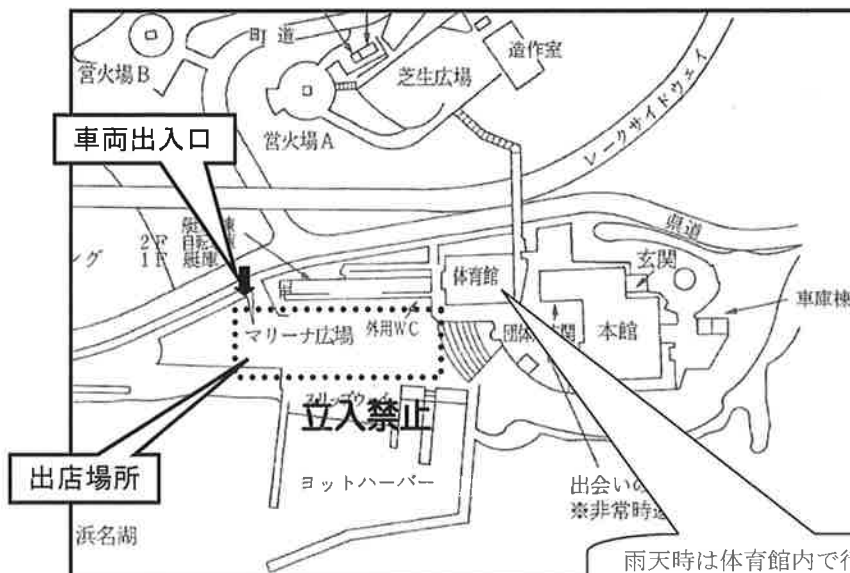 町道
造作室
営火場B
芝生広場
レークサイドウェイ
営火場A
車両出入口
県道
2F
玄関
1F 艇庫
体育館
車庫棟
マリーナ広場
外用WC
団体
本館
立入禁止
出店場所
ヨットハーバー
出会いの
※非常時
浜名湖
雨天時は体育館内で行